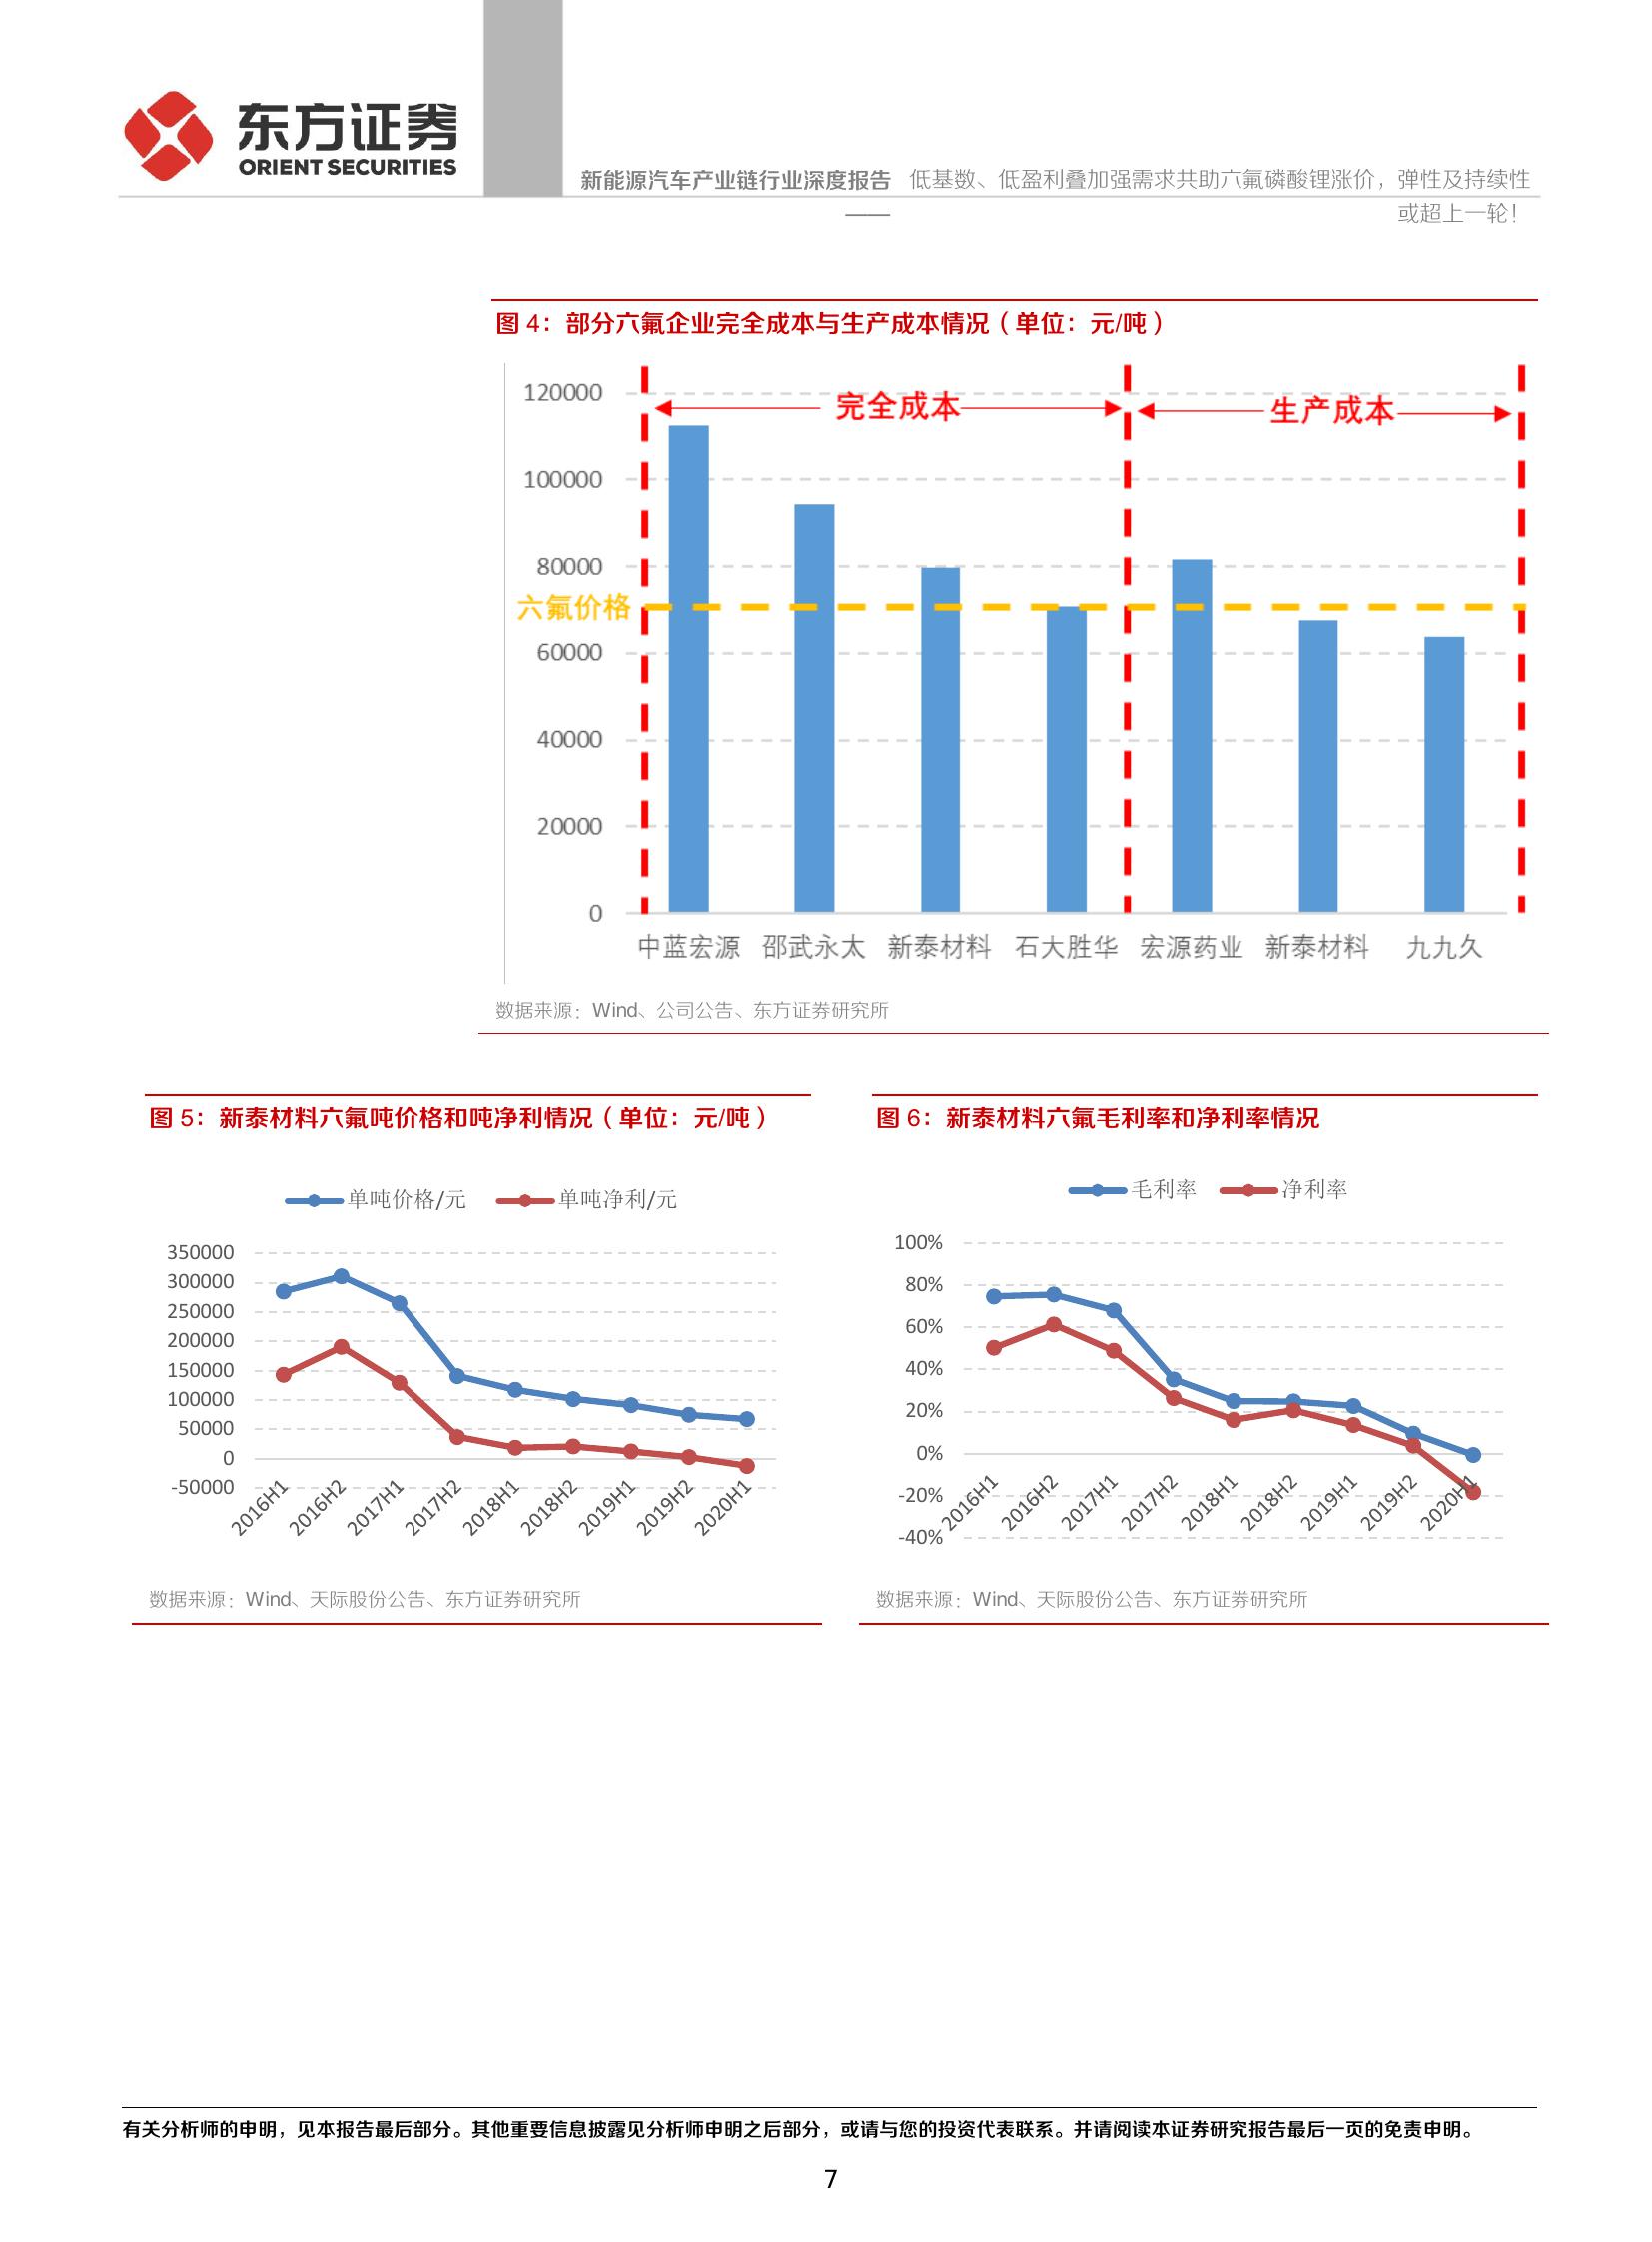 东方证券
ORIENT SECURITIES
新能源汽车产业链行业深度报告 低基数、低盈利叠加强需求共助六氟磷酸锂涨价，弹性及持续性
—— 或超上一轮！
图 4：部分六氟企业完全成本与生产成本情况（单位：元/吨）
120000
完全成本
生产成本
100000
80000
六氟价格
60000
40000
20000
0
中蓝宏源 邵武永太 新泰材料 石大胜华 宏源药业 新泰材料 九九久
数据来源：Wind、公司公告、东方证券研究所
图 5：新泰材料六氟吨价格和吨净利情况（单位：元/吨）
单吨价格/元 单吨净利/元
350000
300000
250000
200000
150000
100000
50000
0
-50000
2016H1 2016H2 2017H1 2017H2 2018H1 2018H2 2019H1 2019H2 2020H1
数据来源：Wind、天际股份公告、东方证券研究所
图 6：新泰材料六氟毛利率和净利率情况
毛利率 净利率
100%
80%
60%
40%
20%
0%
-20%
-40%
2016H1 2016H2 2017H1 2017H2 2018H1 2018H2 2019H1 2019H2 2020H1
数据来源：Wind、天际股份公告、东方证券研究所
有关分析师的申明，见本报告最后部分。其他重要信息披露见分析师申明之后部分，或请与您的投资代表联系。并请阅读本证券研究报告最后一页的免责申明。
7